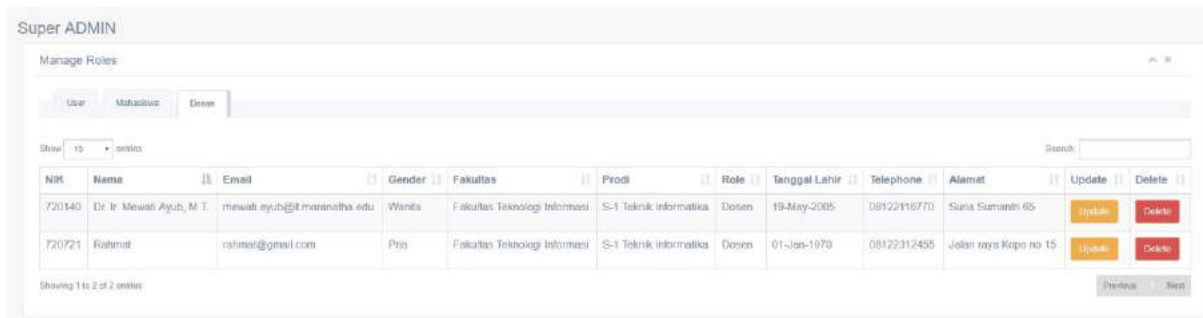 Super ADMIN
Manage Roles
User Mahasiswa Dosen
Show 10 entries Search:
NIK Nama Email Gender Fakultas Prodi Role Tanggal Lahir Telephone Alamat Update Delete
720140 Dr. Ir. Mewati Ayub, M.T. mewati.ayub@it.maranatha.edu Wanita Fakultas Teknologi Informasi S-1 Teknik Informatika Dosen 19-May-2005 08122116770 Suria Sumantri 65 Update Delete
720721 Rahmat rahmat@gmail.com Pria Fakultas Teknologi Informasi S-1 Teknik Informatika Dosen 01-Jan-1970 08122312455 Jalan raya Kopo no 15 Update Delete
Showing 1 to 2 of 2 entries Previous 1 Next